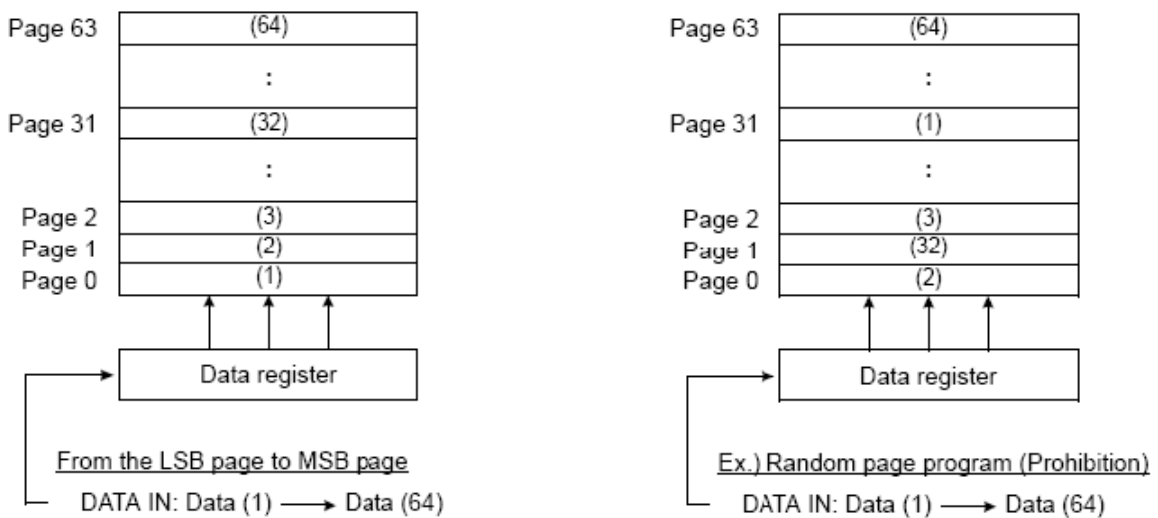 Page 63 (64)
:
Page 31 (32)
:
Page 2 (3)
Page 1 (2)
Page 0 (1)
Data register
From the LSB page to MSB page
DATA IN: Data (1) → Data (64)
Page 63 (64)
:
Page 31 (1)
:
Page 2 (3)
Page 1 (32)
Page 0 (2)
Data register
Ex.) Random page program (Prohibition)
DATA IN: Data (1) → Data (64)